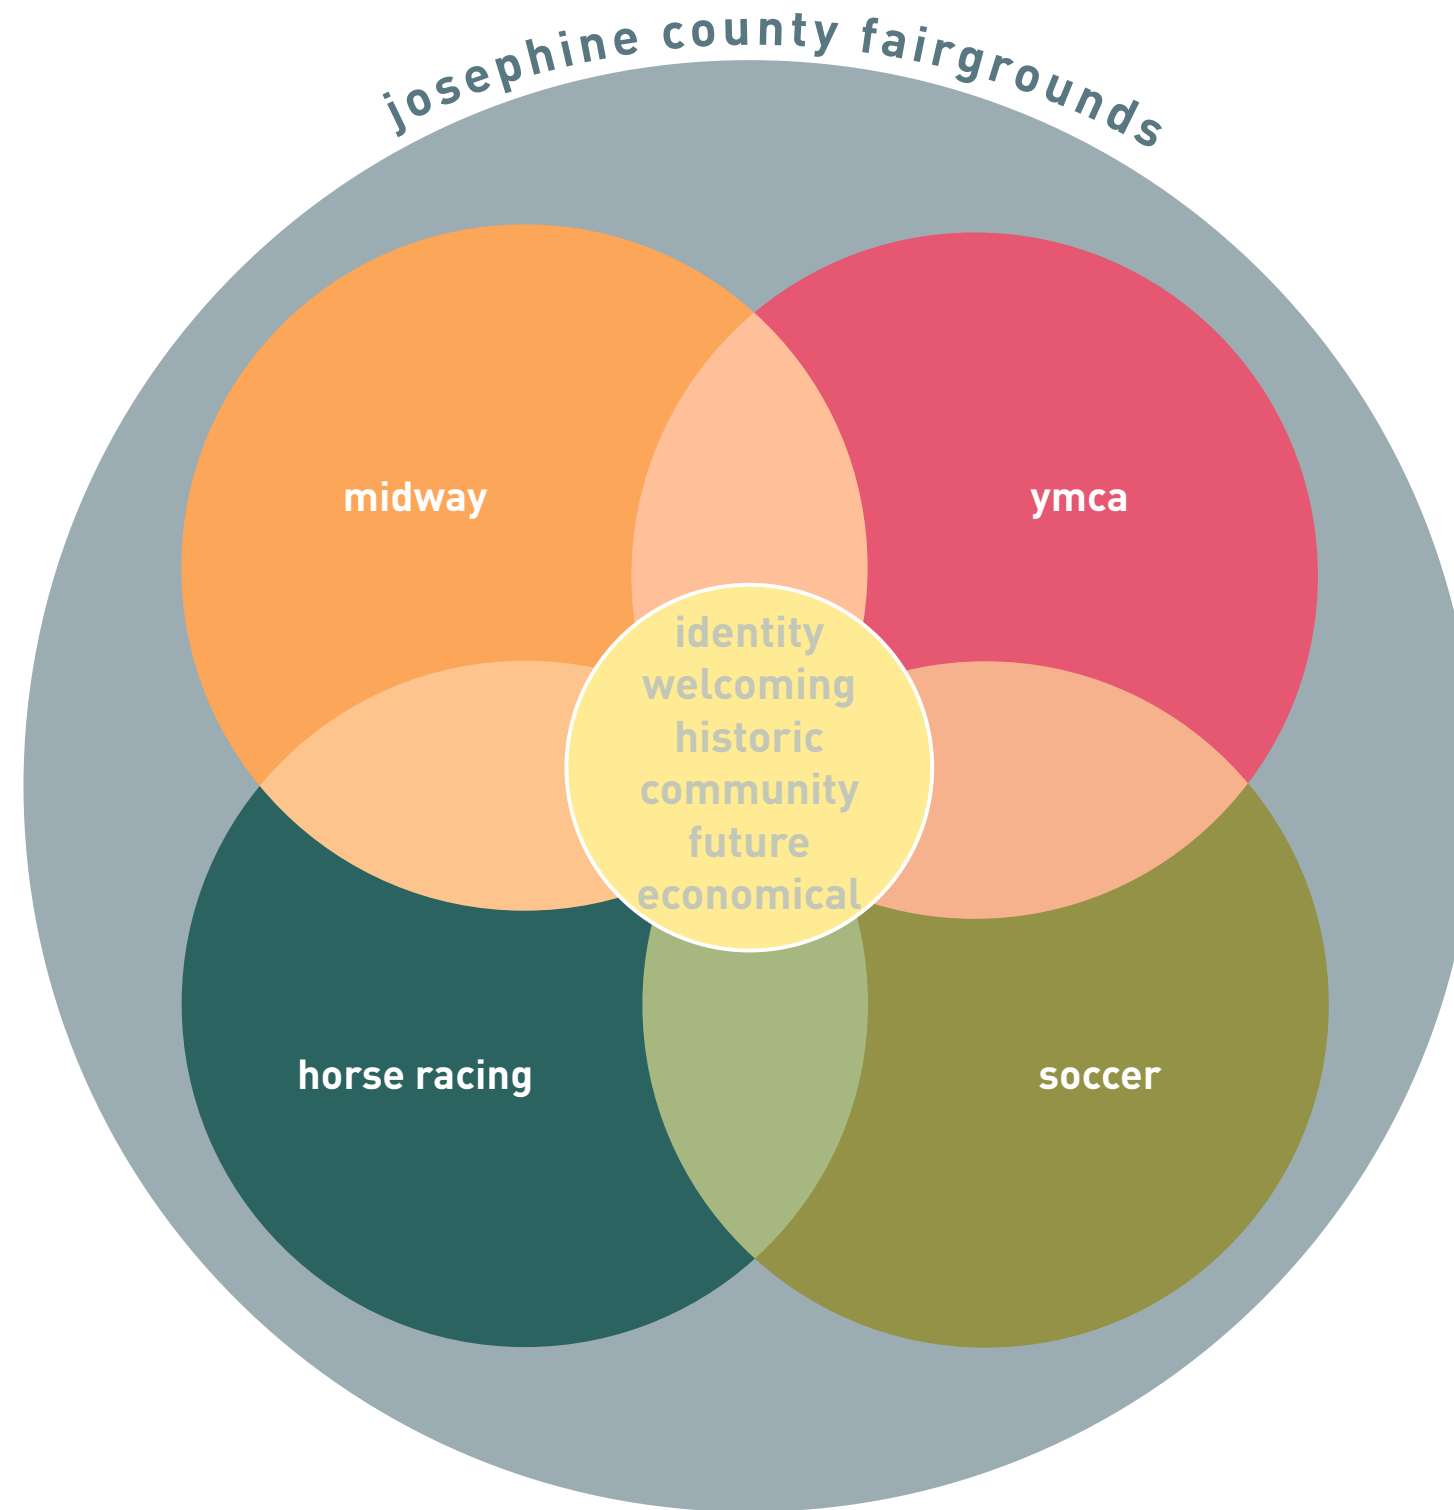 josephine county fairgrounds
midway
ymca
identity
welcoming
historic
community
future
economical
horse racing
soccer